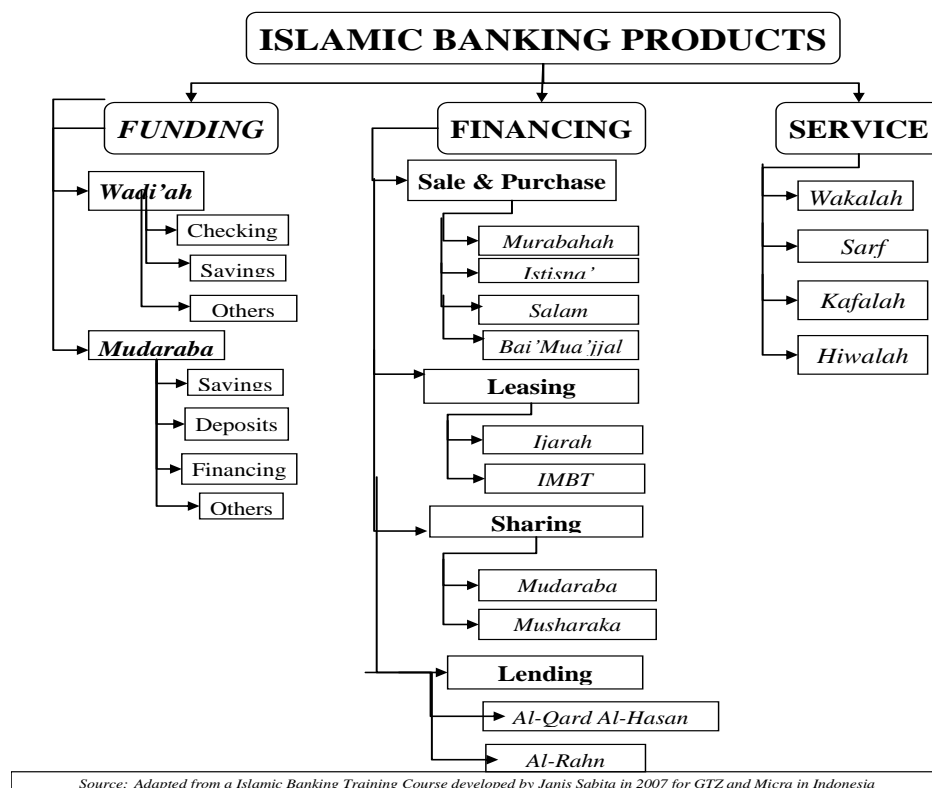 ISLAMIC BANKING PRODUCTS
FUNDING
Wadi’ah
Checking
Savings
Others
Mudaraba
Savings
Deposits
Financing
Others
FINANCING
Sale & Purchase
Murabahah
Istisna’
Salam
Bai’Mua’jjal
Leasing
Ijarah
IMBT
Sharing
Mudaraba
Musharaka
Lending
Al-Qard Al-Hasan
Al-Rahn
SERVICE
Wakalah
Sarf
Kafalah
Hiwalah
Source: Adapted from a Islamic Banking Training Course developed by Janis Sabita in 2007 for GTZ and Micra in Indonesia